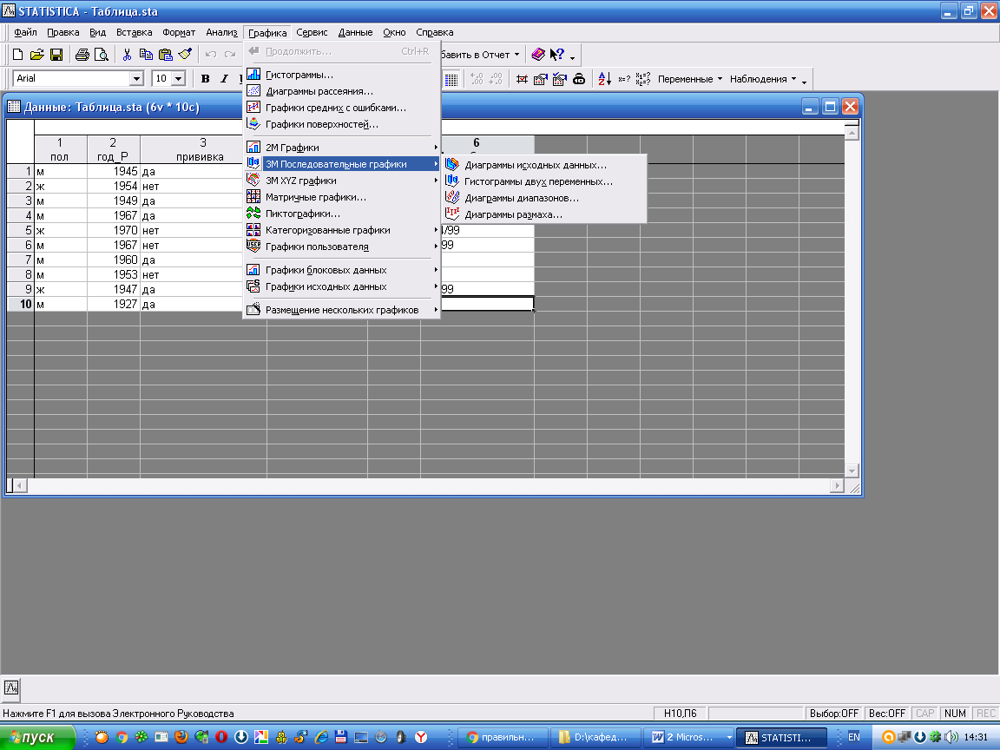 STATISTICA - Таблица.sta
Файл Правка Вид Вставка Формат Анализ Графика Сервис Данные Окно Справка
бавить в Отчет
Arial 10 B I Переменные Наблюдения
Продолжить... Ctrl+R
Гистограммы...
Диаграммы рассеяния...
Графики средних с ошибками...
Графики поверхностей...
2М Графики
3М Последовательные графики
3М XYZ графики
Матричные графики...
Пиктографики...
Категоризованные графики
Графики пользователя
Графики блоковых данных
Графики исходных данных
Размещение нескольких графиков
Диаграммы исходных данных...
Гистограммы двух переменных...
Диаграммы диапазонов...
Диаграммы размаха...
Данные: Таблица.sta (6v * 10c)
1 2 3 6
пол год_Р прививка
1 м 1945 да
2 ж 1954 нет
3 м 1949 да
4 м 1967 да
5 ж 1970 нет /99
6 м 1967 нет 99
7 м 1960 да
8 м 1953 нет
9 ж 1947 да 99
10 м 1927 да
Нажмите F1 для вызова Электронного Руководства
Н10,П6 Выбор:OFF Вес:OFF CAP NUM REC
пуск правильн... D:\кафед... 2 Micros... STATISTI... EN 14:31